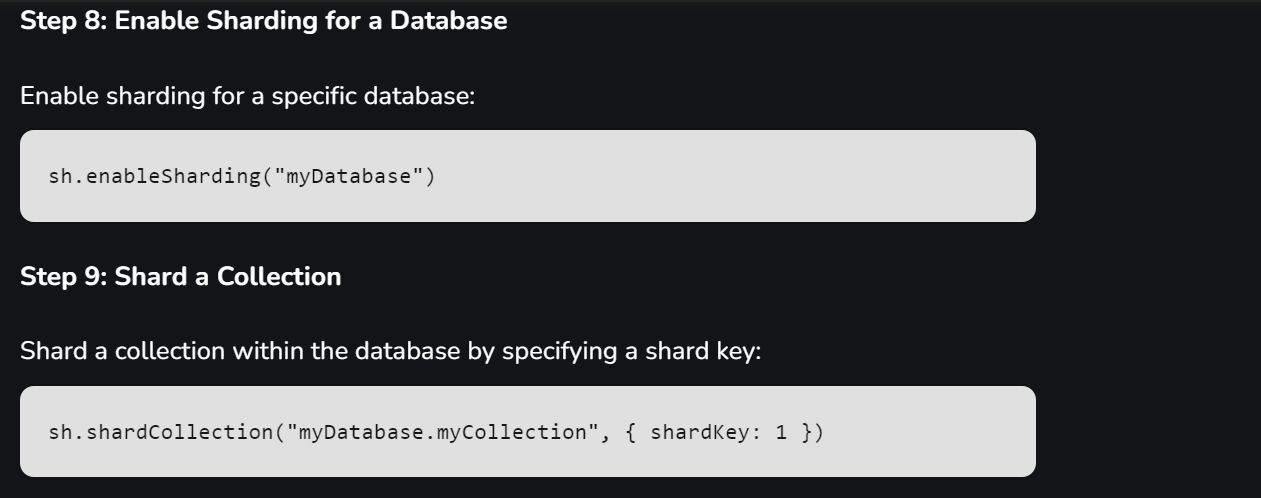 Step 8: Enable Sharding for a Database
Enable sharding for a specific database:
sh.enableSharding("myDatabase")
Step 9: Shard a Collection
Shard a collection within the database by specifying a shard key:
sh.shardCollection("myDatabase.myCollection", { shardKey: 1 })